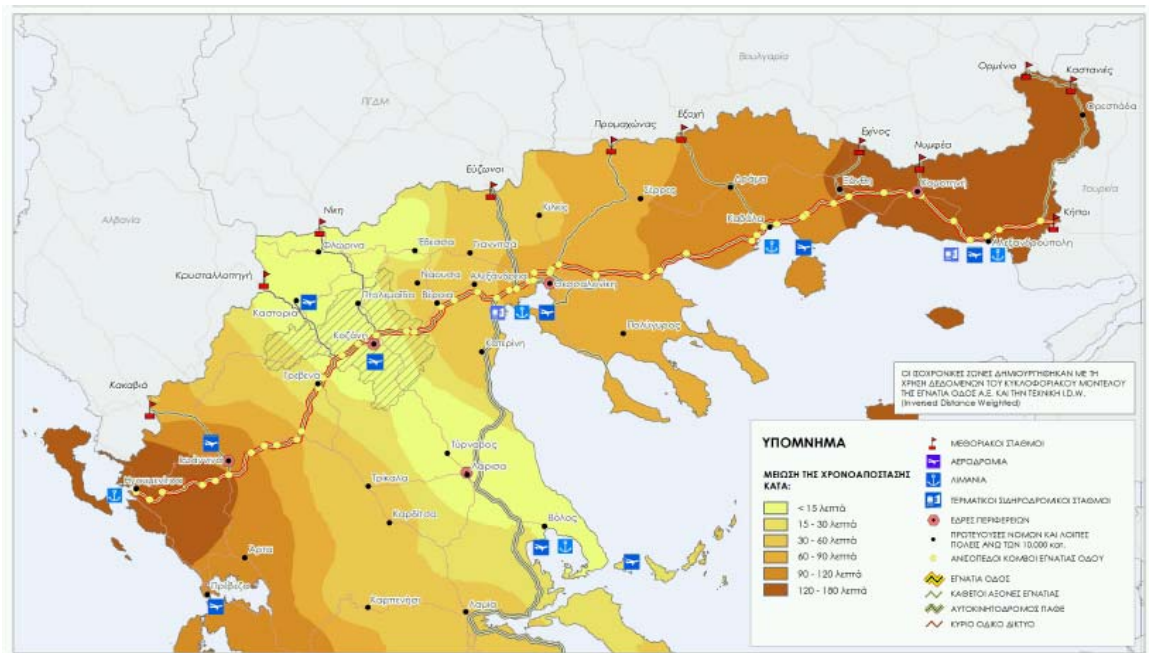 Βουλγαρία
Ορμένιο
Καστανιές
Ορεστιάδα
ΠΓΔΜ
Προμαχώνας
Εξοχή
Εχίνος
Νυμφαία
Τουρκία
Εύζωνοι
Σέρρες
Δράμα
Ξάνθη
Κομοτηνή
Κήποι
Αλβανία
Νίκη
Κιλκίς
Καβάλα
Αλεξανδρούπολη
Φλώρινα
Έδεσσα
Γιαννιτσά
Κρυσταλλοπηγή
Νάουσα
Αλεξάνδρεια
Θεσσαλονίκη
Πτολεμαΐδα
Βέροια
Καστοριά
Κοζάνη
Πολύγυρος
Κατερίνη
Γρεβενά
Κακαβιά
ΟΙ ΙΣΟΧΡΟΝΙΚΕΣ ΖΩΝΕΣ ΔΗΜΙΟΥΡΓΗΘΗΚΑΝ ΜΕ ΤΗ
ΧΡΗΣΗ ΔΕΔΟΜΕΝΩΝ ΤΟΥ ΚΥΚΛΟΦΟΡΙΑΚΟΥ ΜΟΝΤΕΛΟΥ
ΤΗΣ ΕΓΝΑΤΙΑ ΟΔΟΣ Α.Ε. ΚΑΙ ΤΗΝ ΤΕΧΝΙΚΗ I.D.W.
(Inversed Distance Weighted)
Τύρναβος
Ιωάννινα
Λάρισα
Ηγουμενίτσα
Τρίκαλα
Καρδίτσα
Βόλος
Άρτα
Πρέβεζα
Καρπενήσι
Λαμία
ΥΠΟΜΝΗΜΑ
ΜΕΙΩΣΗ ΤΗΣ ΧΡΟΝΟΑΠΟΣΤΑΣΗΣ
ΚΑΤΑ:
< 15 λεπτά
15 - 30 λεπτά
30 - 60 λεπτά
60 - 90 λεπτά
90 - 120 λεπτά
120 - 180 λεπτά
ΜΕΘΟΡΙΑΚΟΙ ΣΤΑΘΜΟΙ
ΑΕΡΟΔΡΟΜΙΑ
ΛΙΜΑΝΙΑ
ΤΕΡΜΑΤΙΚΟΙ ΣΙΔΗΡΟΔΡΟΜΙΚΟΙ ΣΤΑΘΜΟΙ
ΕΔΡΕΣ ΠΕΡΙΦΕΡΕΙΩΝ
ΠΡΩΤΕΥΟΥΣΕΣ ΝΟΜΩΝ ΚΑΙ ΛΟΙΠΕΣ
ΠΟΛΕΙΣ ΑΝΩ ΤΩΝ 10.000 κατ.
ΑΝΙΣΟΠΕΔΟΙ ΚΟΜΒΟΙ ΕΓΝΑΤΙΑΣ ΟΔΟΥ
ΕΓΝΑΤΙΑ ΟΔΟΣ
ΚΑΘΕΤΟΙ ΑΞΟΝΕΣ ΕΓΝΑΤΙΑΣ
ΑΥΤΟΚΙΝΗΤΟΔΡΟΜΟΣ ΠΑΘΕ
ΚΥΡΙΟ ΟΔΙΚΟ ΔΙΚΤΥΟ